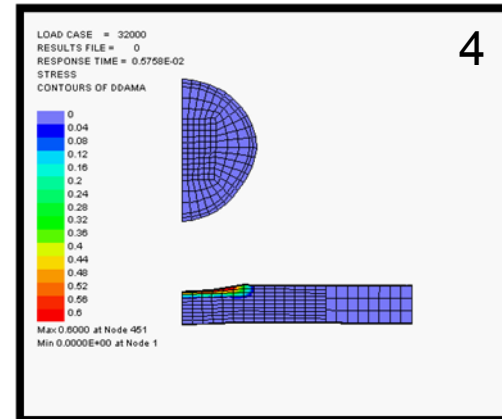 4
LOAD CASE = 32000
RESULTS FILE = 0
RESPONSE TIME = 0.5758E-02
STRESS
CONTOURS OF DDAMA
0
0.04
0.08
0.12
0.16
0.2
0.24
0.28
0.32
0.36
0.4
0.44
0.48
0.52
0.56
0.6
Max 0.6000 at Node 451
Min 0.0000E+00 at Node 1